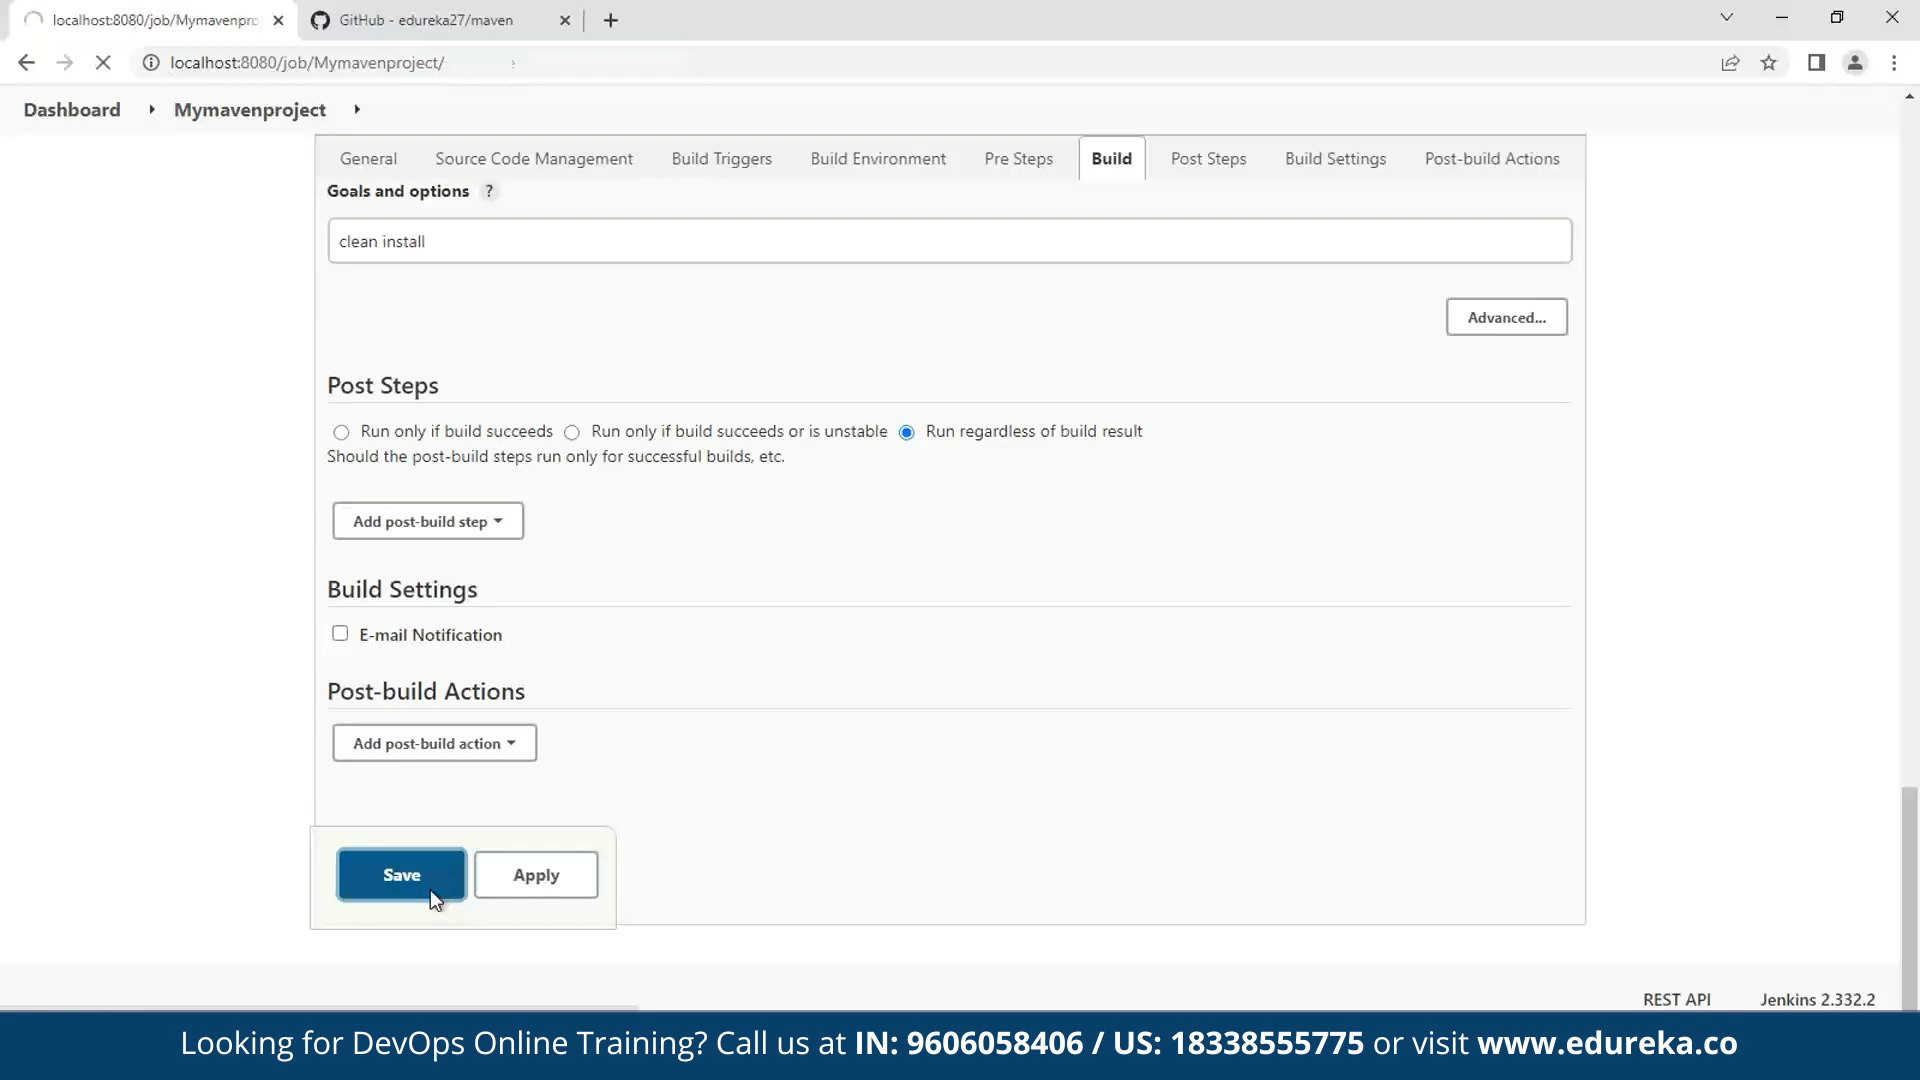 localhost:8080/job/Mymavenpro
GitHub - edureka27/maven
localhost:8080/job/Mymavenproject/
Dashboard
Mymavenproject
General
Source Code Management
Build Triggers
Build Environment
Pre Steps
Build
Post Steps
Build Settings
Post-build Actions
Goals and options ?
clean install
Advanced...
Post Steps
Run only if build succeeds
Run only if build succeeds or is unstable
Run regardless of build result
Should the post-build steps run only for successful builds, etc.
Add post-build step
Build Settings
E-mail Notification
Post-build Actions
Add post-build action
Save
Apply
REST API
Jenkins 2.332.2
Looking for DevOps Online Training? Call us at IN: 9606058406 / US: 18338555775 or visit www.edureka.co